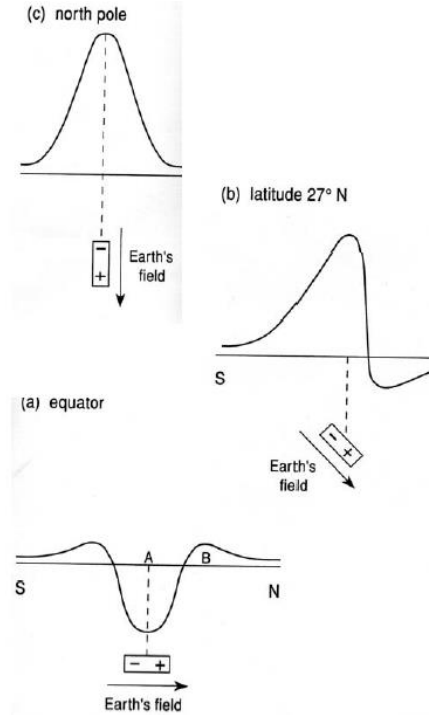 (c) north pole
−
+
Earth's
field
(b) latitude 27° N
S
−
+
Earth's
field
(a) equator
A
B
S
N
− +
Earth's field